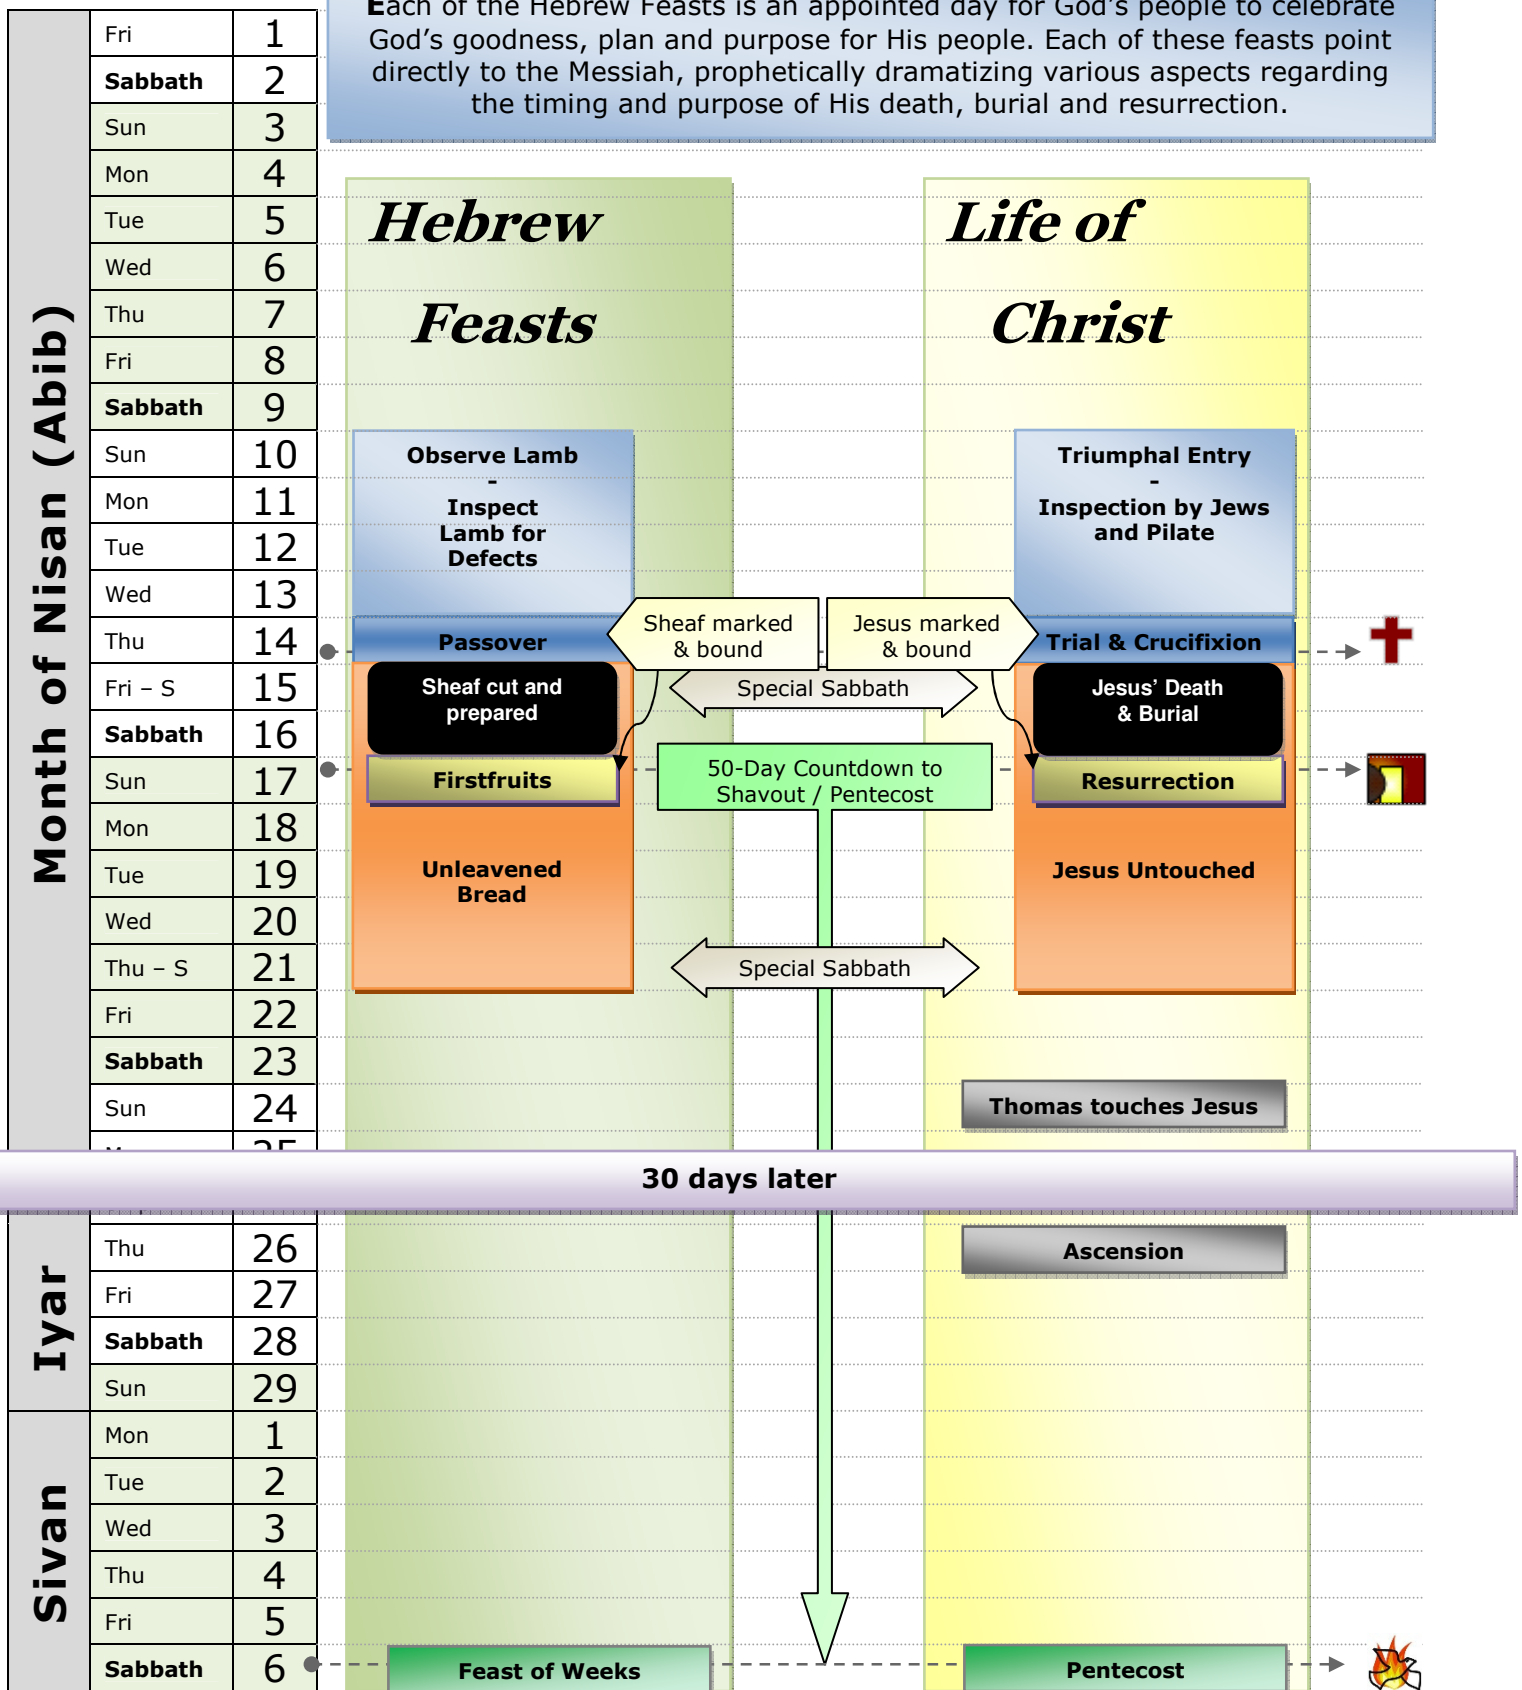 Each of the Hebrew Feasts is an appointed day for God's people to celebrate
God's goodness, plan and purpose for His people. Each of these feasts point
directly to the Messiah, prophetically dramatizing various aspects regarding
the timing and purpose of His death, burial and resurrection.
Month of Nisan (Abib)
Fri 1
Sabbath 2
Sun 3
Mon 4
Tue 5
Wed 6
Thu 7
Fri 8
Sabbath 9
Sun 10
Mon 11
Tue 12
Wed 13
Thu 14
Fri – S 15
Sabbath 16
Sun 17
Mon 18
Tue 19
Wed 20
Thu – S 21
Fri 22
Sabbath 23
Sun 24
25
Hebrew
Feasts
Observe Lamb
-
Inspect
Lamb for
Defects
Passover
Sheaf cut and
prepared
Firstfruits
Unleavened
Bread
Sheaf marked
& bound
Jesus marked
& bound
Special Sabbath
50-Day Countdown to
Shavout / Pentecost
Special Sabbath
Life of
Christ
Triumphal Entry
-
Inspection by Jews
and Pilate
Trial & Crucifixion
Jesus' Death
& Burial
Resurrection
Jesus Untouched
Thomas touches Jesus
30 days later
Iyar
Thu 26
Fri 27
Sabbath 28
Sun 29
Ascension
Sivan
Mon 1
Tue 2
Wed 3
Thu 4
Fri 5
Sabbath 6
Feast of Weeks
Pentecost